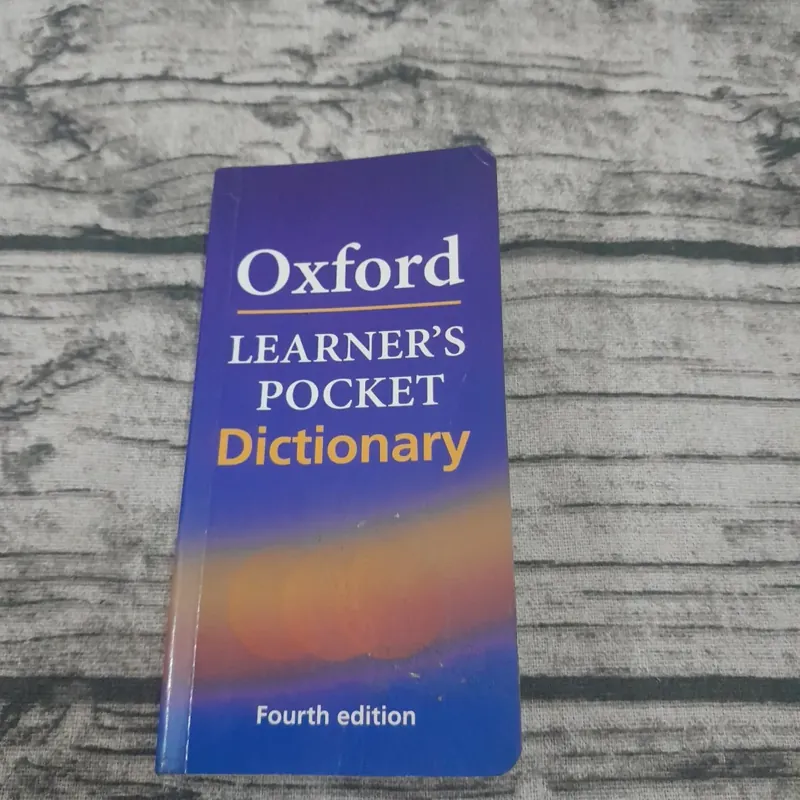 Oxford
LEARNER'S
POCKET
Dictionary
Fourth edition